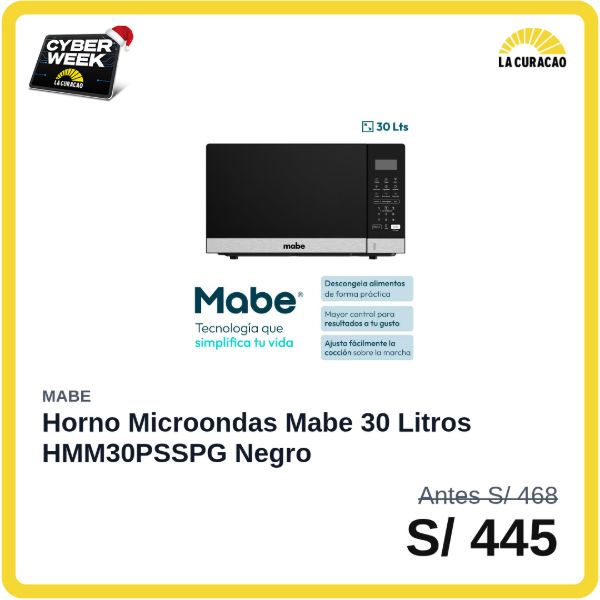 CYBER
WEEK
LA CURACAO
LA CURACAO
30 Lts
mabe
Mabe®
Tecnología que
simplifica tu vida
Descongela alimentos
de forma práctica
Mayor control para
resultados a tu gusto
Ajusta fácilmente la
cocción sobre la marcha
MABE
Horno Microondas Mabe 30 Litros
HMM30PSSPG Negro
Antes S/ 468
S/ 445